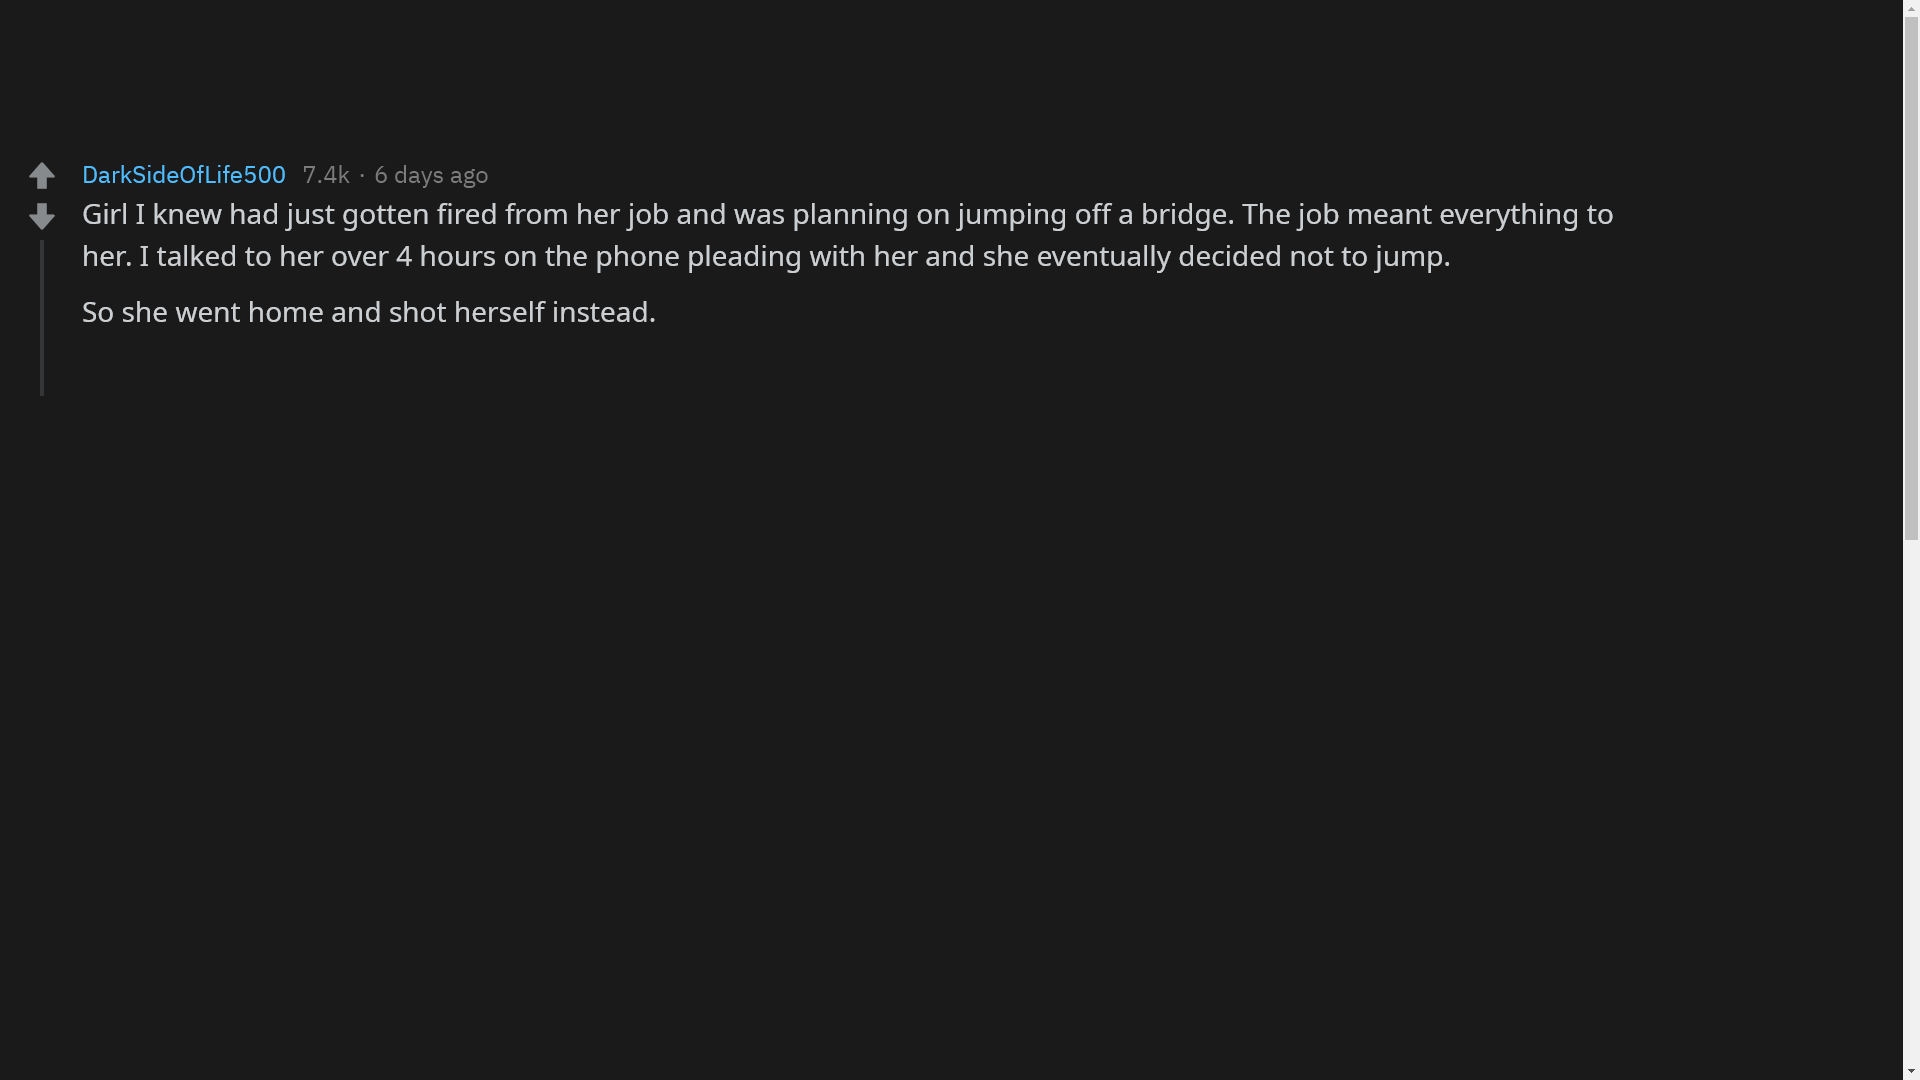 DarkSideOfLife500 7.4k · 6 days ago
Girl I knew had just gotten fired from her job and was planning on jumping off a bridge. The job meant everything to
her. I talked to her over 4 hours on the phone pleading with her and she eventually decided not to jump.
So she went home and shot herself instead.